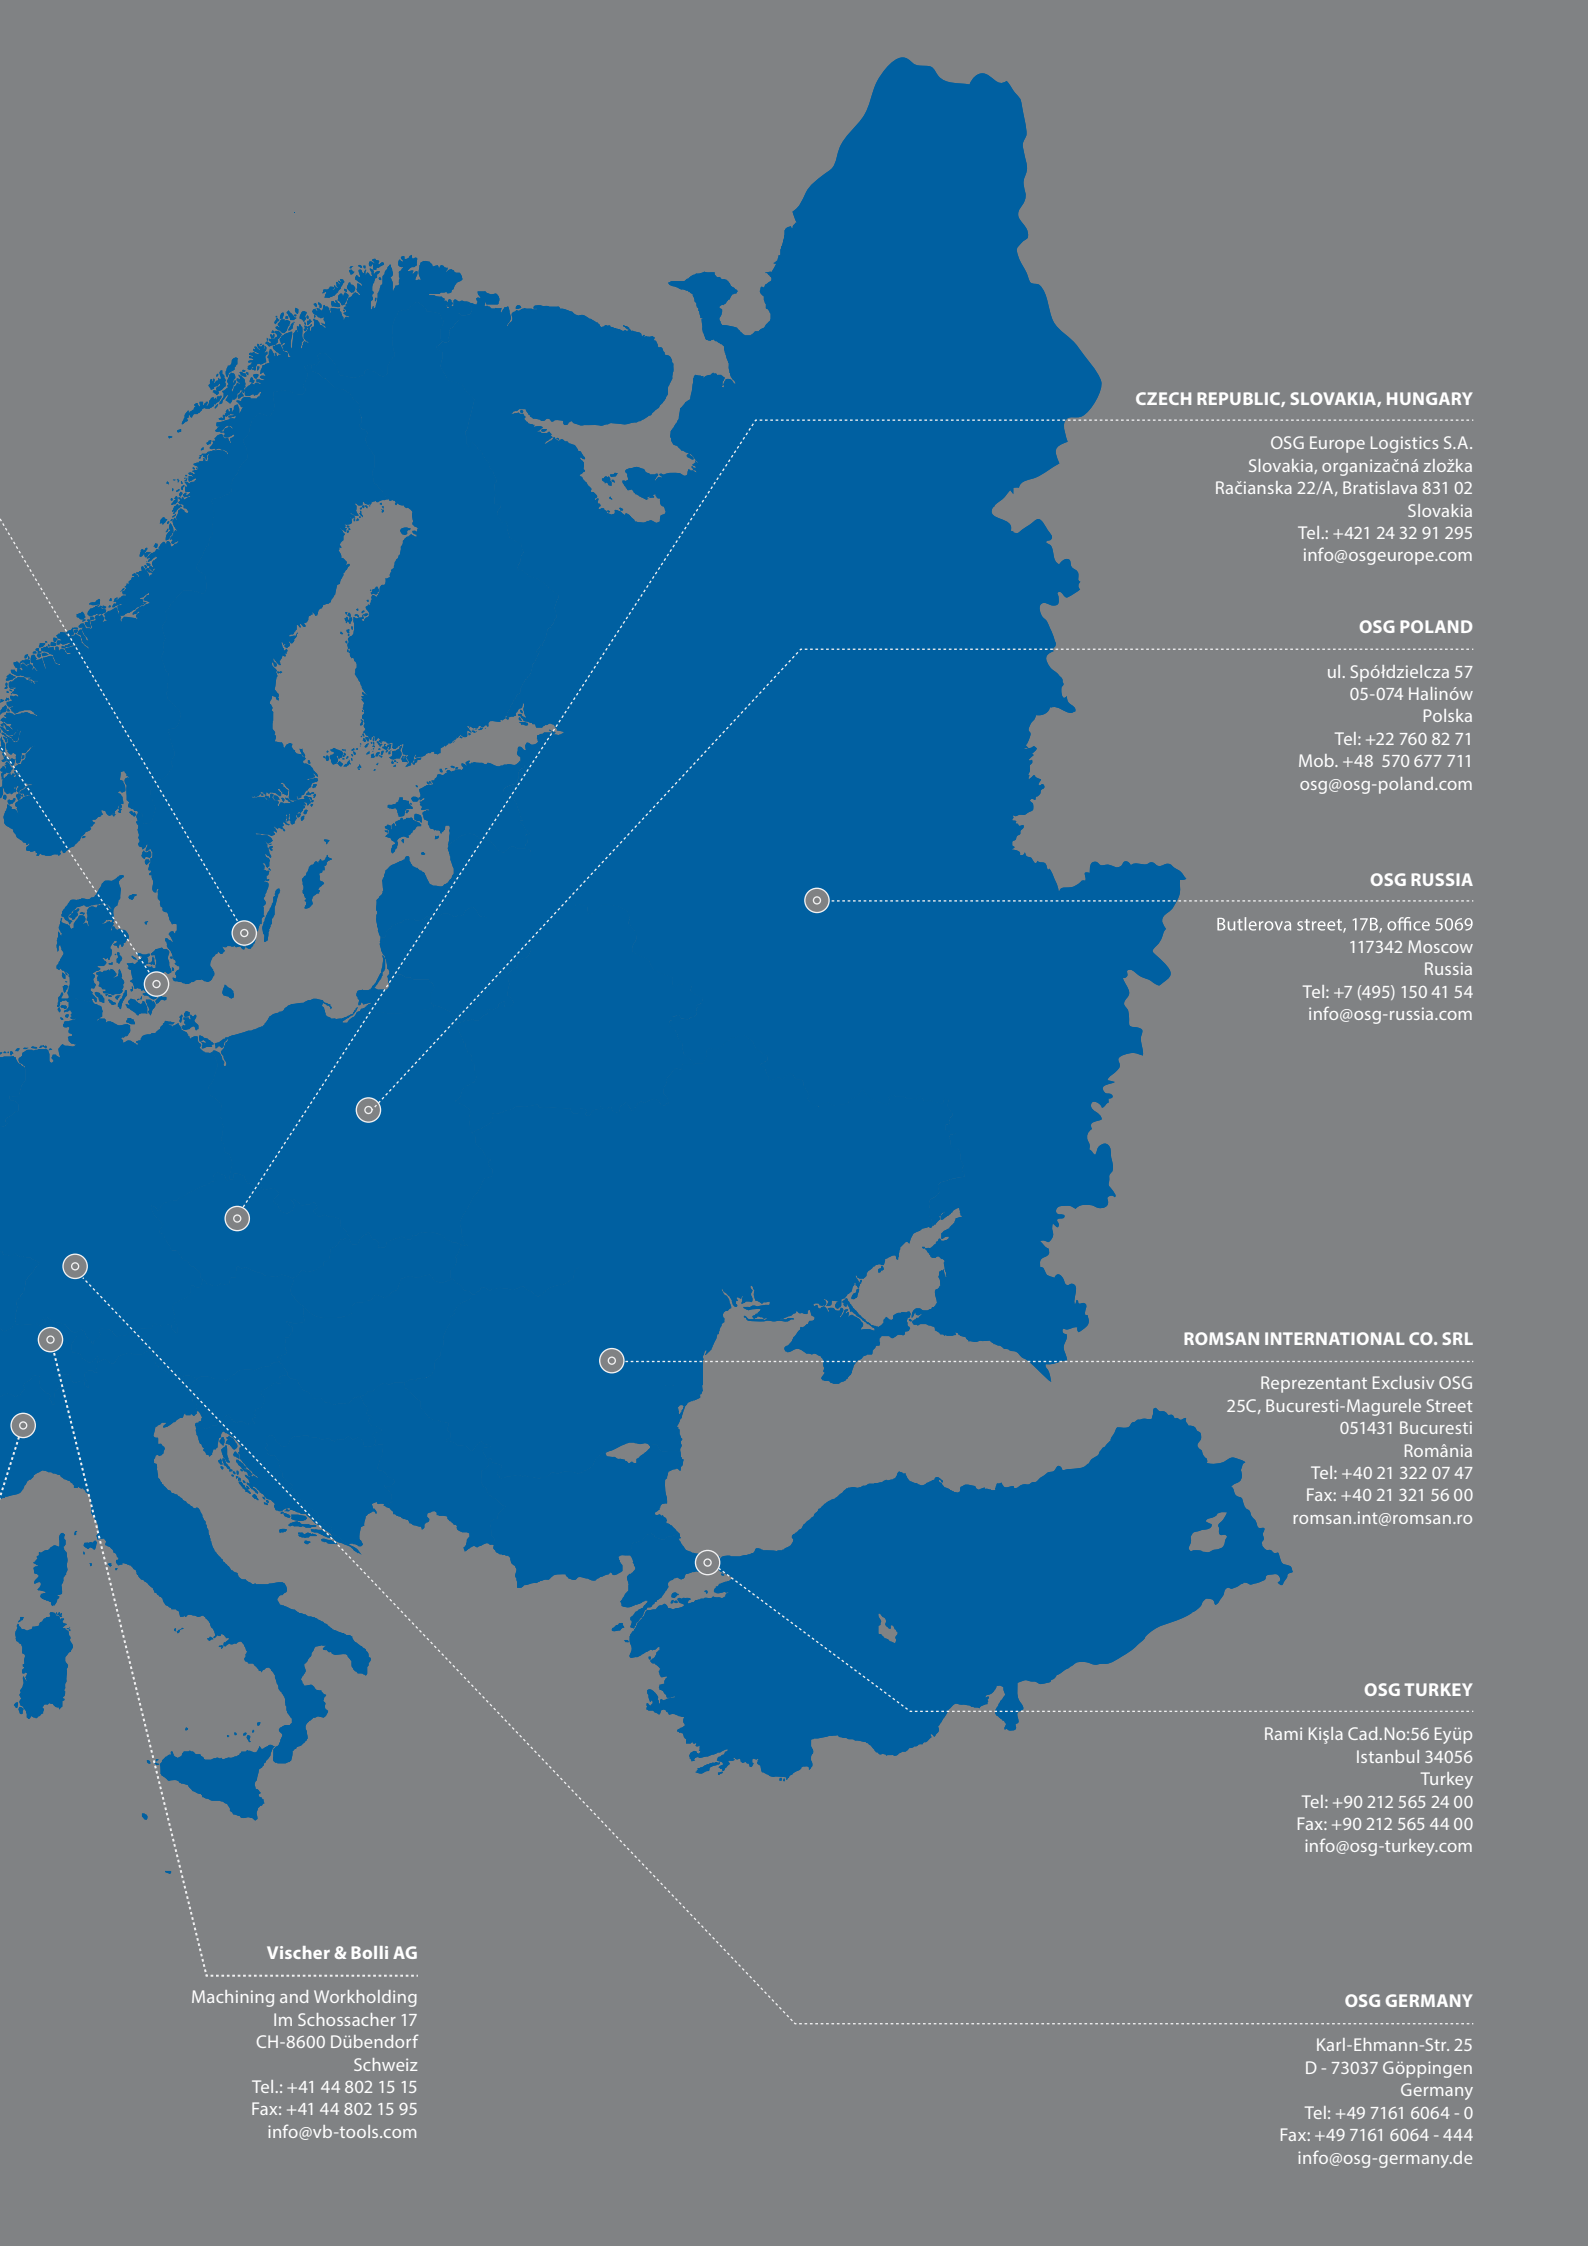 CZECH REPUBLIC, SLOVAKIA, HUNGARY
OSG Europe Logistics S.A.
Slovakia, organizačná zložka
Račianska 22/A, Bratislava 831 02
Slovakia
Tel.: +421 24 32 91 295
info@osgeurope.com
OSG POLAND
ul. Spółdzielcza 57
05-074 Halinów
Polska
Tel: +22 760 82 71
Mob. +48 570 677 711
osg@osg-poland.com
OSG RUSSIA
Butlerova street, 17B, office 5069
117342 Moscow
Russia
Tel: +7 (495) 150 41 54
info@osg-russia.com
ROMSAN INTERNATIONAL CO. SRL
Reprezentant Exclusiv OSG
25C, Bucuresti-Magurele Street
051431 Bucuresti
România
Tel: +40 21 322 07 47
Fax: +40 21 321 56 00
romsan.int@romsan.ro
OSG TURKEY
Rami Kişla Cad.No:56 Eyüp
Istanbul 34056
Turkey
Tel: +90 212 565 24 00
Fax: +90 212 565 44 00
info@osg-turkey.com
Vischer & Bolli AG
Machining and Workholding
Im Schossacher 17
CH-8600 Dübendorf
Schweiz
Tel.: +41 44 802 15 15
Fax: +41 44 802 15 95
info@vb-tools.com
OSG GERMANY
Karl-Ehmann-Str. 25
D - 73037 Göppingen
Germany
Tel: +49 7161 6064 - 0
Fax: +49 7161 6064 - 444
info@osg-germany.de